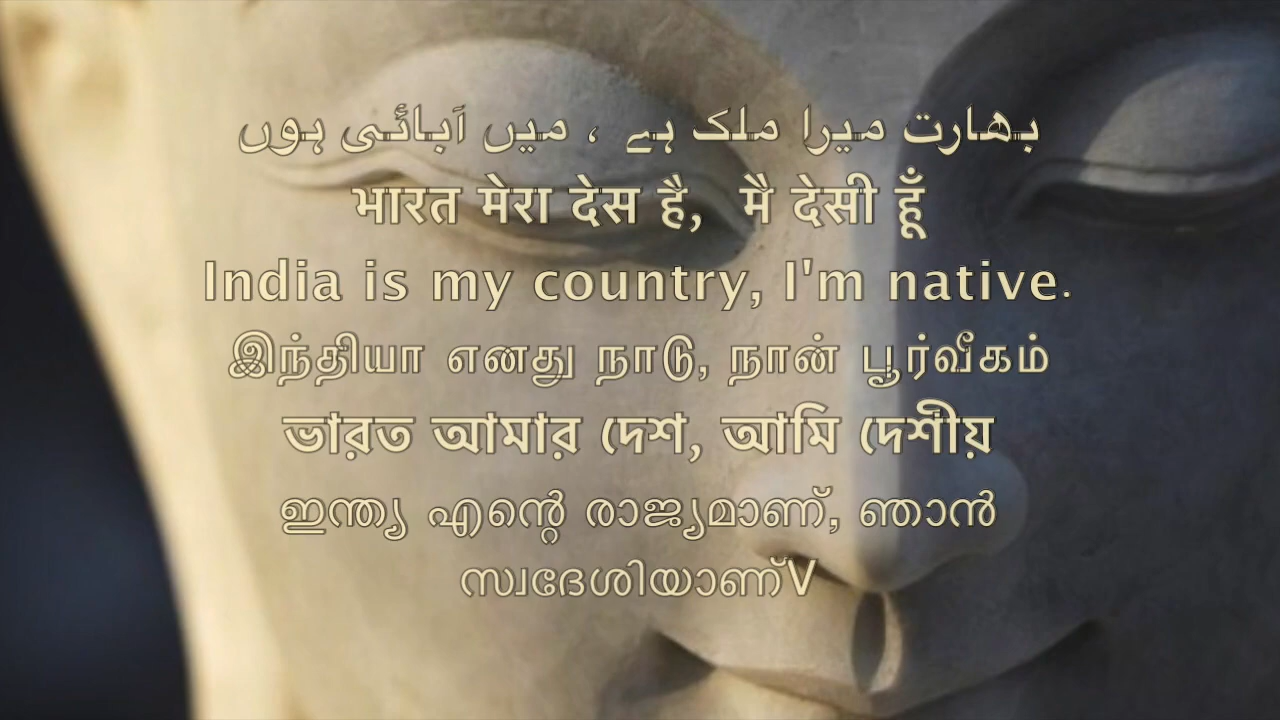 بھارت میرا ملک ہے ، میں آبائی ہوں
भारत मेरा देस है, मै देसी हूँ
India is my country, I'm native.
இந்தியா எனது நாடு, நான் பூர்வீகம்
ভারত আমার দেশ, আমি দেশীয়
ഇന്ത്യ എന്റെ രാജ്യമാണ്, ഞാൻ
സ്വദേശിയാണ്V